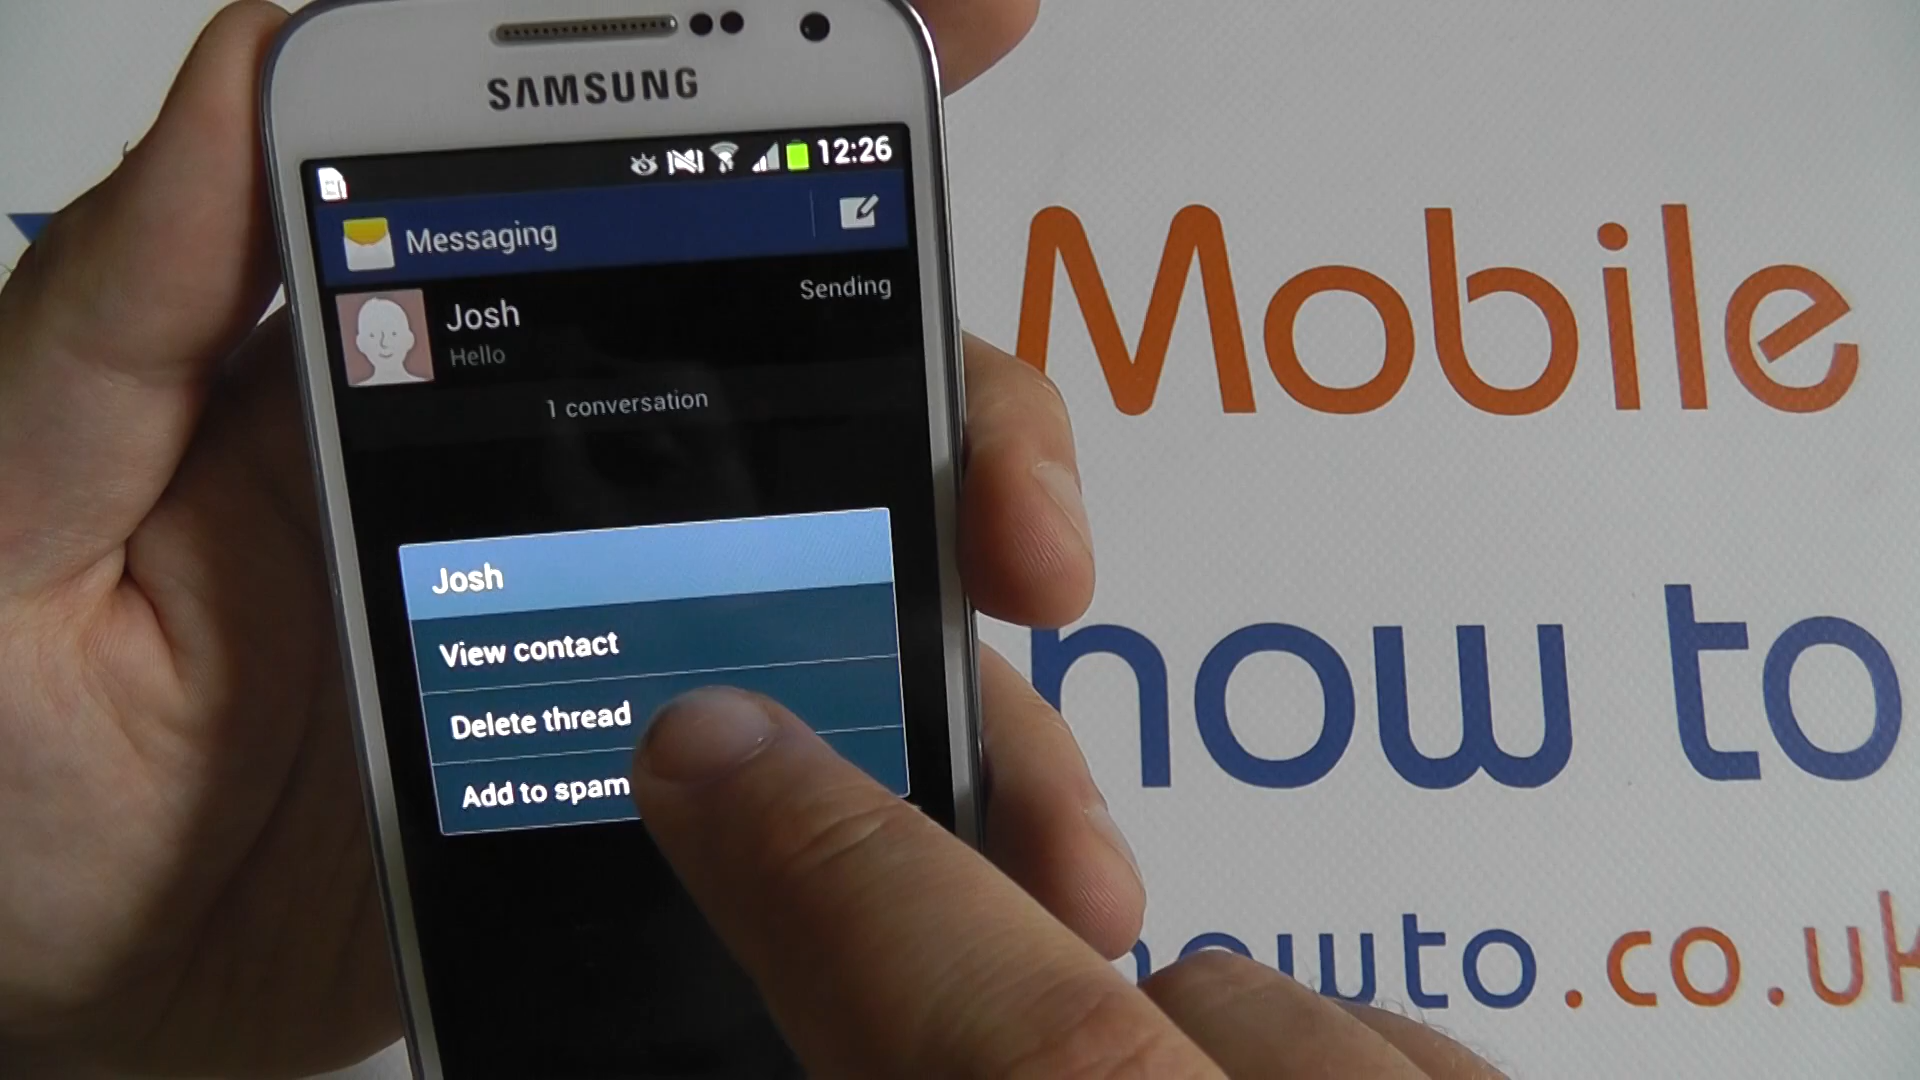 SAMSUNG
12:26
Messaging
Josh
Sending
Hello
1 conversation
Josh
View contact
Delete thread
Add to spam
Mobile
how to
howto.co.uk